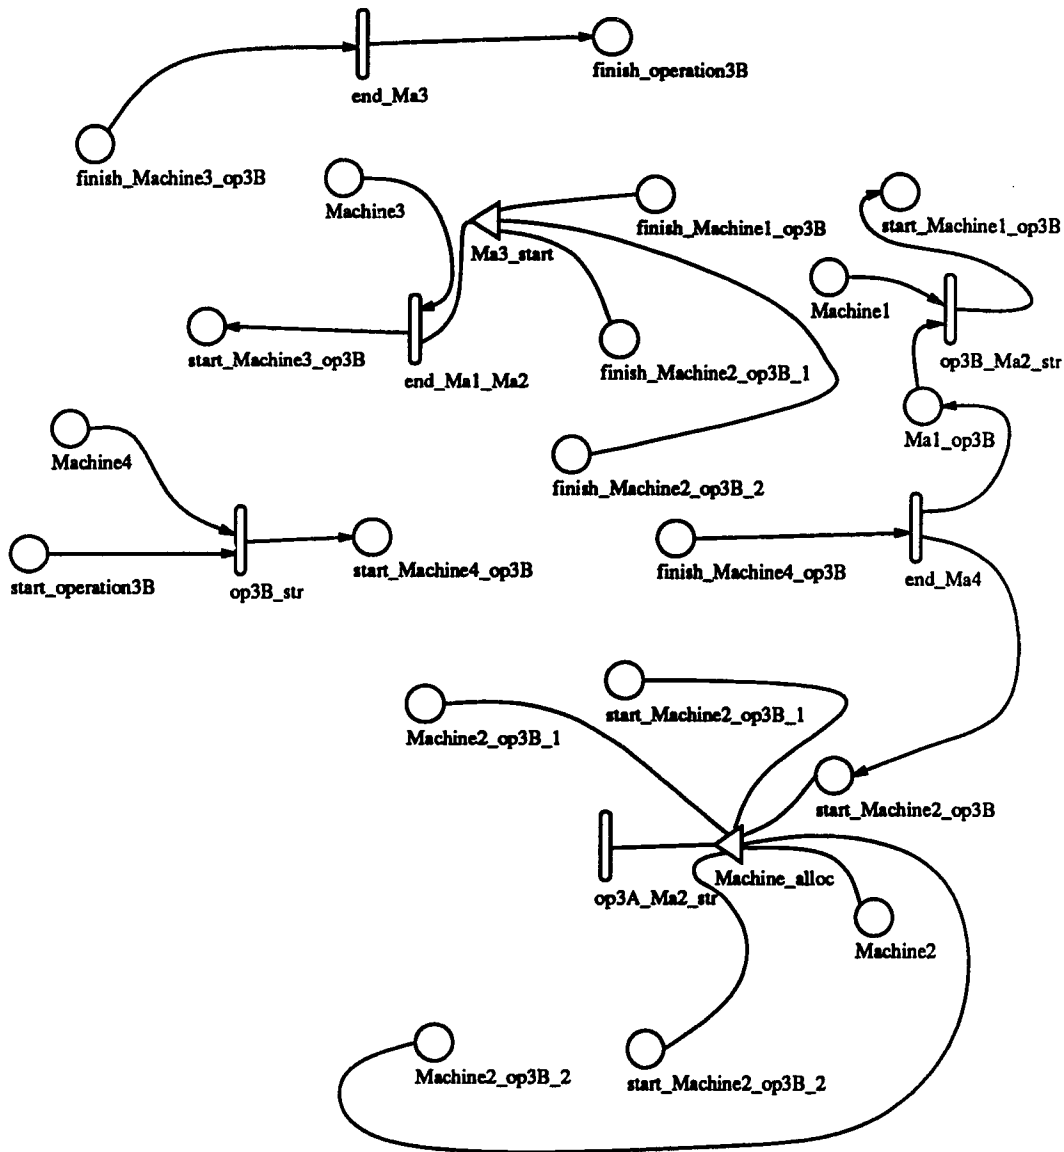 finish_operation3B
end_Ma3
finish_Machine3_op3B
Machine3
finish_Machine1_op3B
start_Machine1_op3B
Ma3_start
Machine1
start_Machine3_op3B
end_Ma1_Ma2
finish_Machine2_op3B_1
op3B_Ma2_str
Ma1_op3B
Machine4
finish_Machine2_op3B_2
start_operation3B
op3B_str
start_Machine4_op3B
finish_Machine4_op3B
end_Ma4
Machine2_op3B_1
start_Machine2_op3B_1
start_Machine2_op3B
Machine_alloc
op3A_Ma2_str
Machine2
Machine2_op3B_2
start_Machine2_op3B_2